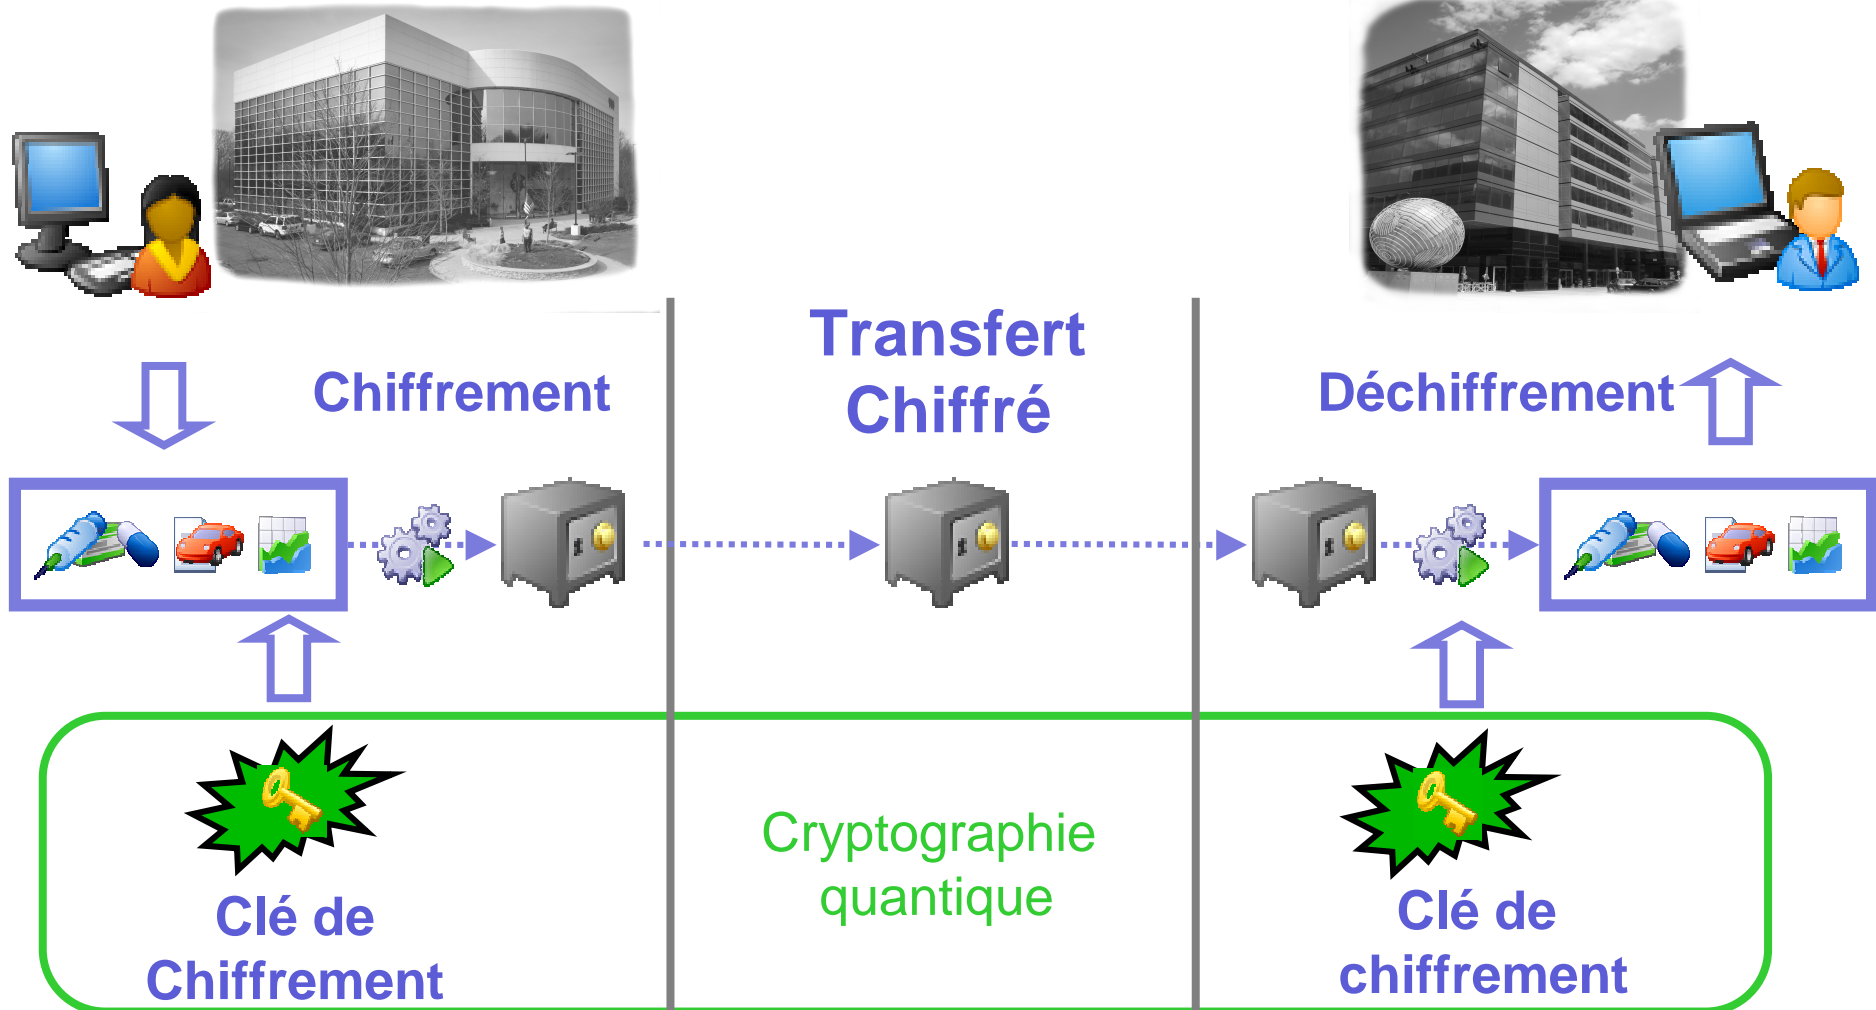 Transfert
Chiffré
Chiffrement
Déchiffrement
Cryptographie
quantique
Clé de
Chiffrement
Clé de
chiffrement